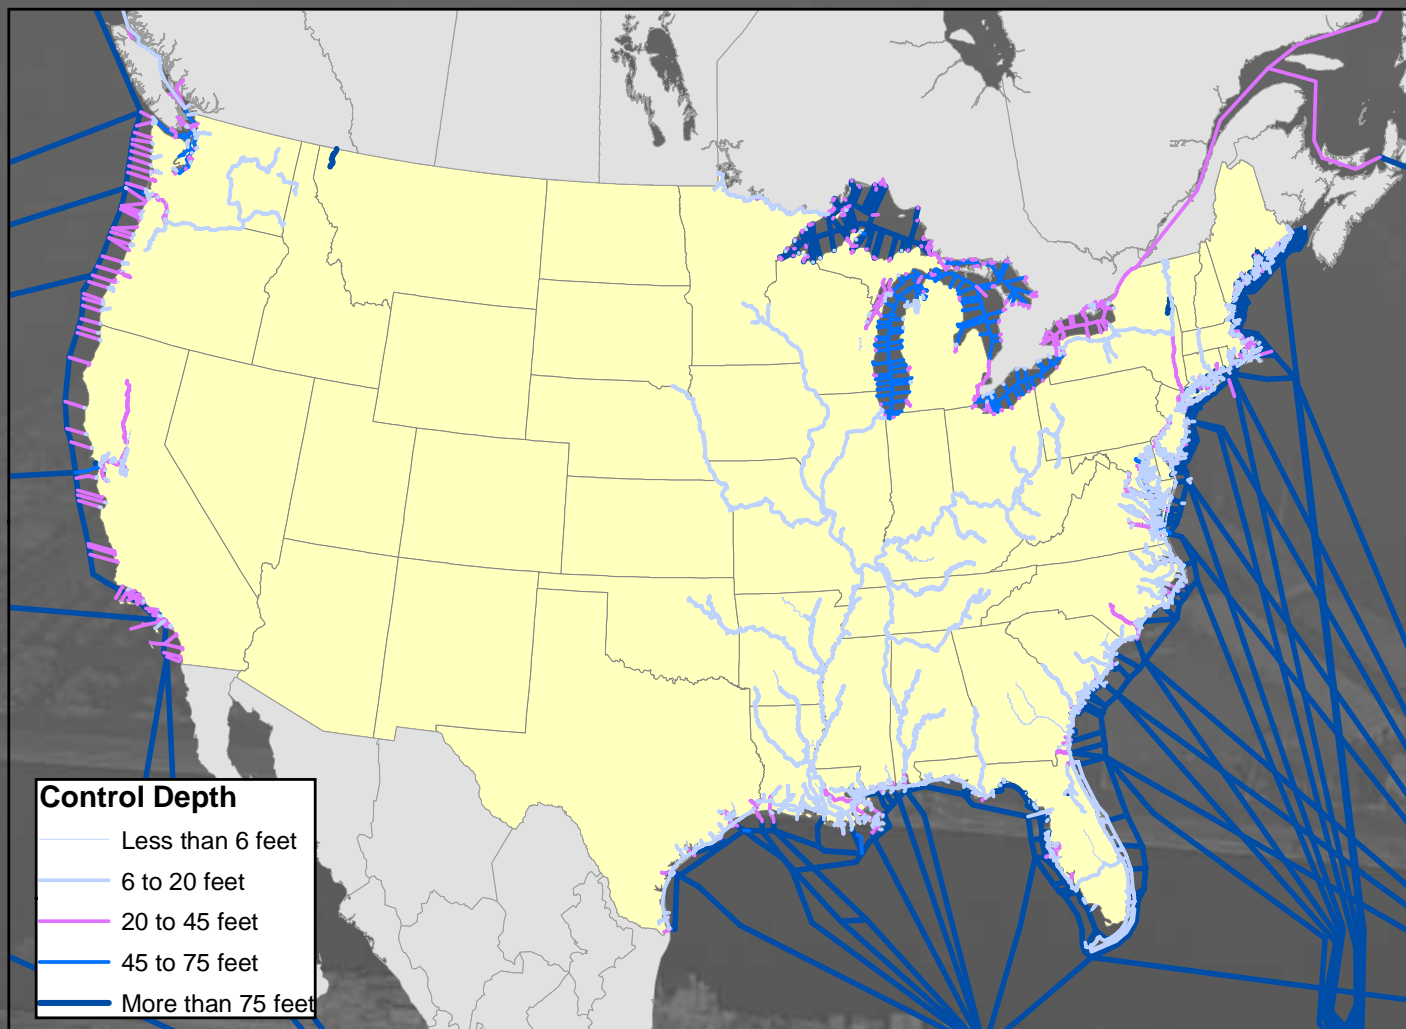 Control Depth
Less than 6 feet
6 to 20 feet
20 to 45 feet
45 to 75 feet
More than 75 feet